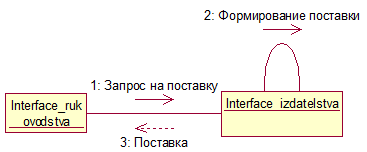 2: Формирование поставки
1: Запрос на поставку
Interface_ruk
ovodstva
Interface_izdatelstva
3: Поставка